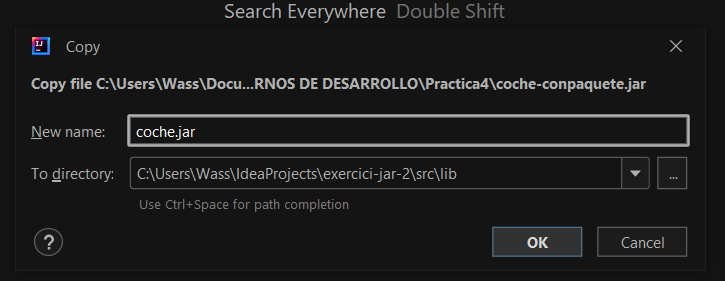 Search Everywhere Double Shift
Copy
Copy file C:\Users\Wass\Docu...RNOS DE DESARROLLO\Practica4\coche-conpaquete.jar
New name: coche.jar
To directory: C:\Users\Wass\IdeaProjects\exercici-jar-2\src\lib ...
Use Ctrl+Space for path completion
? OK Cancel